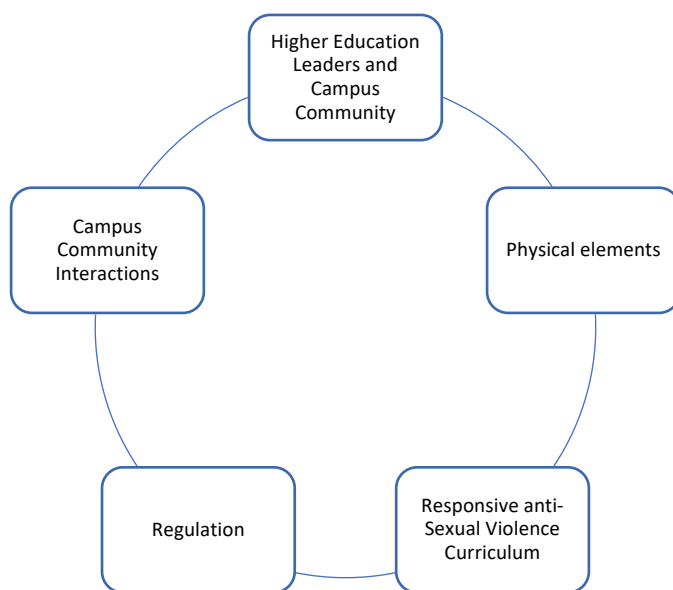 Higher Education
Leaders and
Campus
Community
Campus
Community
Interactions
Physical elements
Regulation
Responsive anti-
Sexual Violence
Curriculum